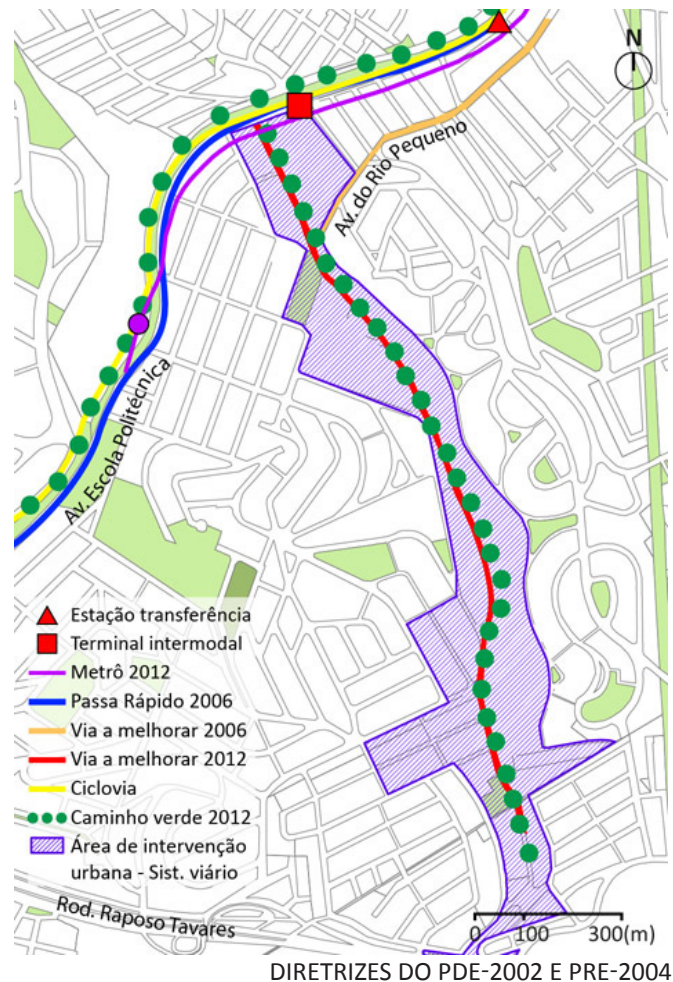 N
Av. do Rio Pequeno
Av. Escola Politécnica
Estação transferência
Terminal intermodal
Metrô 2012
Passa Rápido 2006
Via a melhorar 2006
Via a melhorar 2012
Ciclovia
Caminho verde 2012
Área de intervenção
urbana - Sist. viário
Rod. Raposo Tavares
0 100 300(m)
DIRETRIZES DO PDE-2002 E PRE-2004